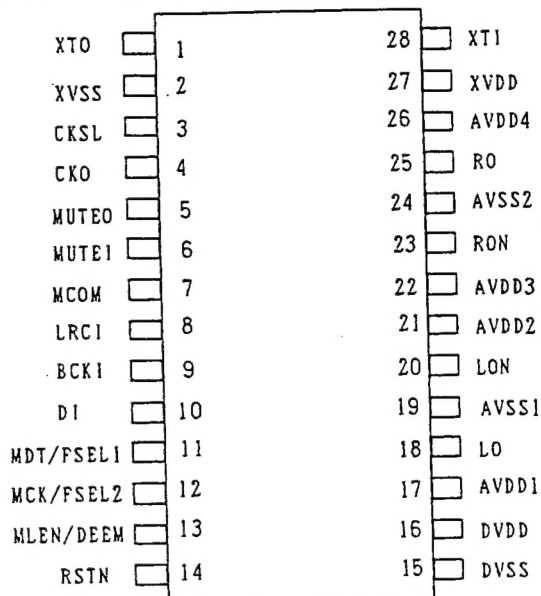 XTO 1 28 XTI
XVSS 2 27 XVDD
CKSL 3 26 AVDD4
CKO 4 25 RO
MUTEO 5 24 AVSS2
MUTEI 6 23 RON
MCOM 7 22 AVDD3
LRCI 8 21 AVDD2
BCKI 9 20 LON
DI 10 19 AVSS1
MDT/FSEL1 11 18 LO
MCK/FSEL2 12 17 AVDD1
MLEN/DEEM 13 16 DVDD
RSTN 14 15 DVSS